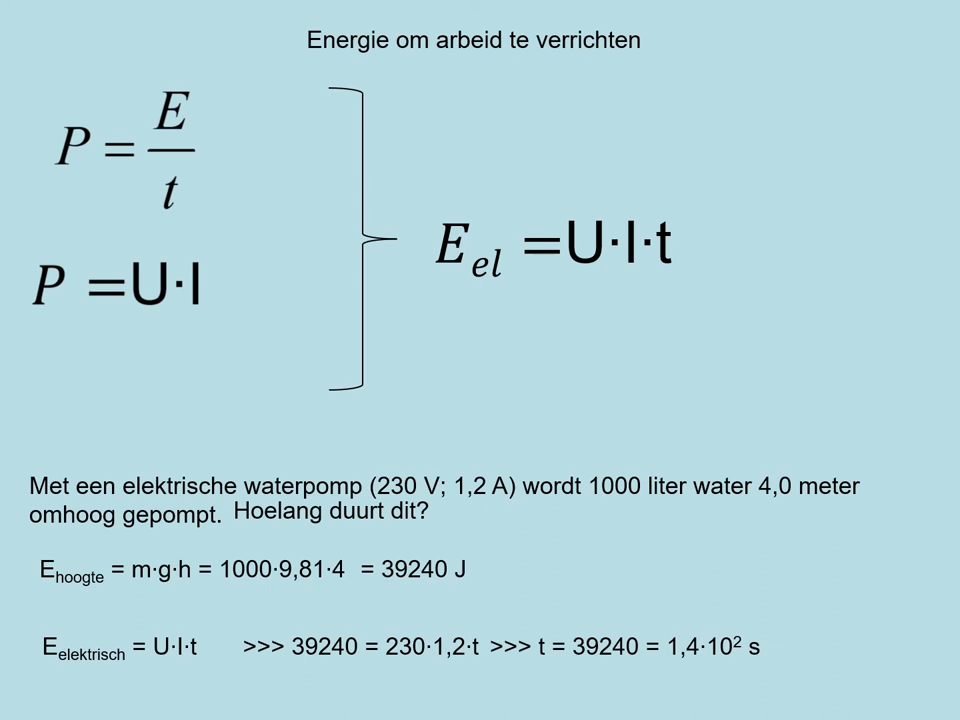 Energie om arbeid te verrichten
P = E/t
P =U·I
E_el =U·I·t
Met een elektrische waterpomp (230 V; 1,2 A) wordt 1000 liter water 4,0 meter
omhoog gepompt. Hoelang duurt dit?
E_hoogte = m·g·h = 1000·9,81·4 = 39240 J
E_elektrisch = U·I·t >>> 39240 = 230·1,2·t >>> t = 39240 = 1,4·10² s